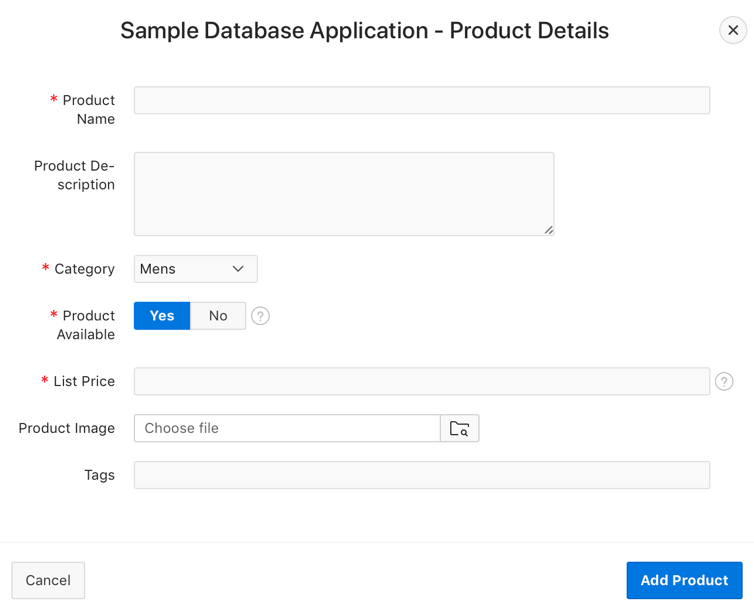 Sample Database Application - Product Details
* Product
Name
Product De-
scription
* Category
Mens
* Product
Available
Yes
No
?
* List Price
?
Product Image
Choose file
Tags
Cancel
Add Product